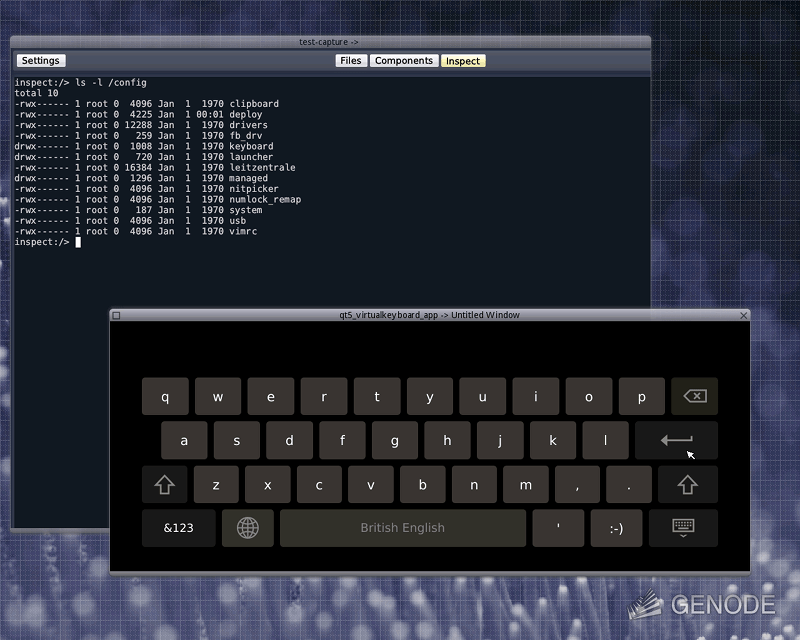 test-capture ->
Settings Files Components Inspect
inspect:/> ls -l /config
total 10
-rwx------ 1 root 0  4096 Jan  1  1970 clipboard
-rwx------ 1 root 0  4225 Jan  1 00:01 deploy
-rwx------ 1 root 0 12288 Jan  1  1970 drivers
-rwx------ 1 root 0   259 Jan  1  1970 fb_drv
drwx------ 1 root 0  1008 Jan  1  1970 keyboard
drwx------ 1 root 0   720 Jan  1  1970 launcher
-rwx------ 1 root 0 16384 Jan  1  1970 leitzentrale
drwx------ 1 root 0  1296 Jan  1  1970 managed
-rwx------ 1 root 0  4096 Jan  1  1970 nitpicker
-rwx------ 1 root 0  4096 Jan  1  1970 numlock_remap
-rwx------ 1 root 0   187 Jan  1  1970 system
-rwx------ 1 root 0  4096 Jan  1  1970 usb
-rwx------ 1 root 0  4096 Jan  1  1970 vimrc
inspect:/>
qt5_virtualkeyboard_app -> Untitled Window
q w e r t y u i o p
a s d f g h j k l
z x c v b n m , .
&123 British English ' :-)
GENODE